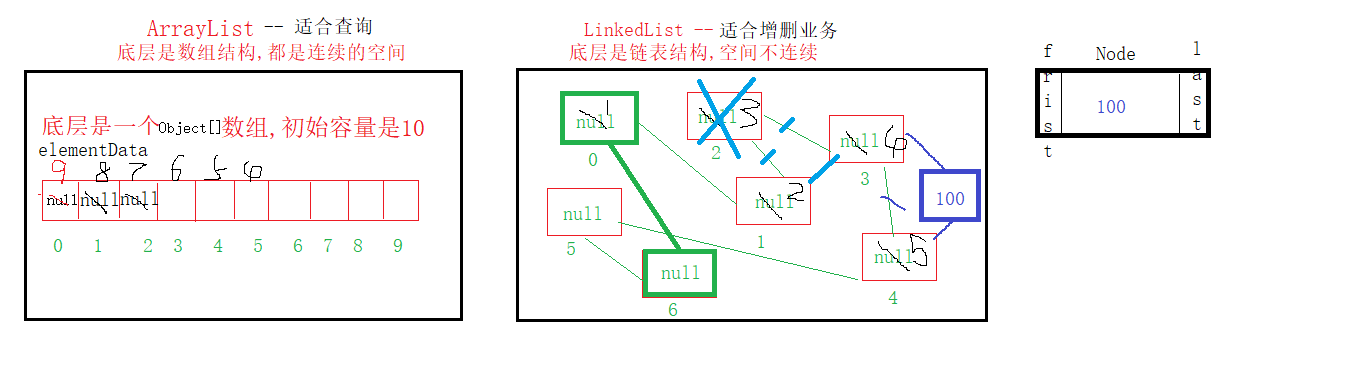 ArrayList -- 适合查询
底层是数组结构,都是连续的空间
底层是一个Object[]数组,初始容量是10
elementData
9 8 7 6 5 4
null null null
0 1 2 3 4 5 6 7 8 9
LinkedList -- 适合增删业务
底层是链表结构,空间不连续
null 1
0
null 3
2
null 4
3
null 2
1
100
null
5
null 5
4
null
6
Node
frist
100
last